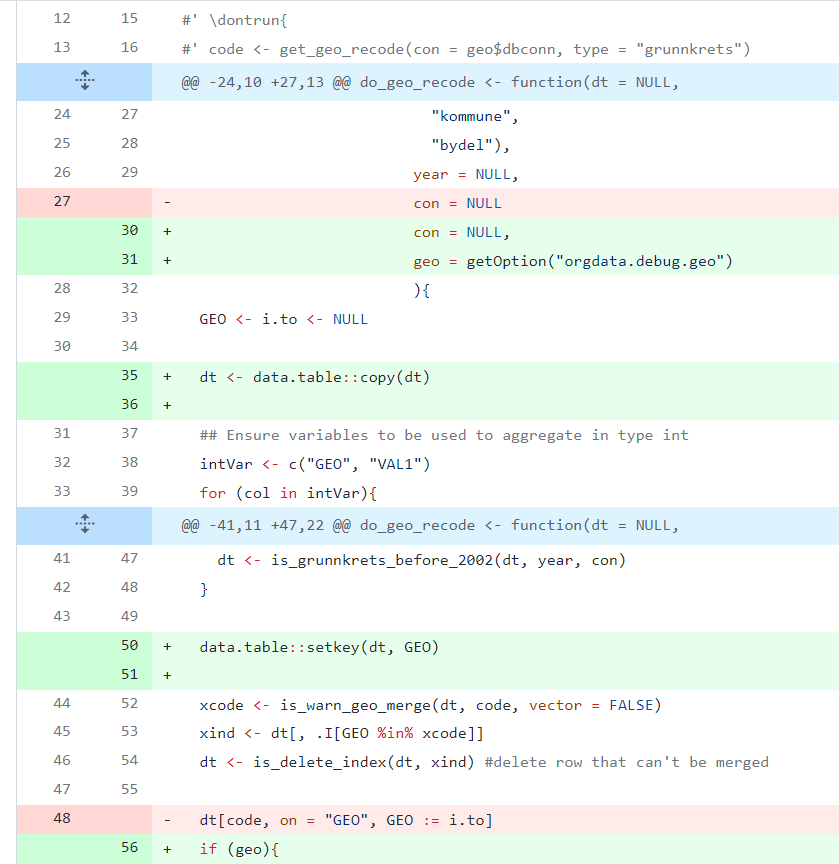 12 15 #' \dontrun{
13 16 #' code <- get_geo_recode(con = geo$dbconn, type = "grunnkrets")
@@ -24,10 +27,13 @@ do_geo_recode <- function(dt = NULL,
24 27 "kommune",
25 28 "bydel"),
26 29 year = NULL,
27 - con = NULL
30 + con = NULL,
31 + geo = getOption("orgdata.debug.geo")
28 32 ){
29 33 GEO <- i.to <- NULL
30 34
35 + dt <- data.table::copy(dt)
36 +
31 37 ## Ensure variables to be used to aggregate in type int
32 38 intVar <- c("GEO", "VAL1")
33 39 for (col in intVar){
@@ -41,11 +47,22 @@ do_geo_recode <- function(dt = NULL,
41 47 dt <- is_grunnkrets_before_2002(dt, year, con)
42 48 }
43 49
50 + data.table::setkey(dt, GEO)
51 +
44 52 xcode <- is_warn_geo_merge(dt, code, vector = FALSE)
45 53 xind <- dt[, .I[GEO %in% xcode]]
46 54 dt <- is_delete_index(dt, xind) #delete row that can't be merged
47 55
48 - dt[code, on = "GEO", GEO := i.to]
56 + if (geo){